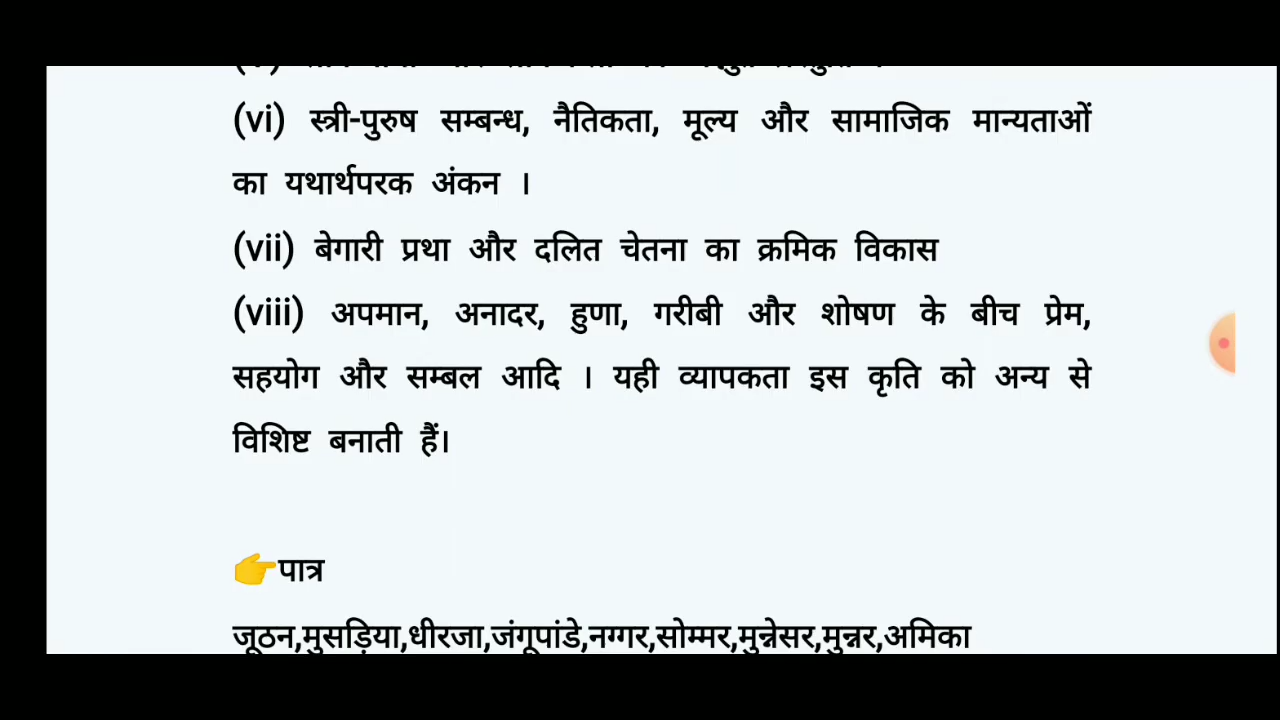 (vi) स्त्री-पुरुष सम्बन्ध, नैतिकता, मूल्य और सामाजिक मान्यताओं
का यथार्थपरक अंकन ।
(vii) बेगारी प्रथा और दलित चेतना का क्रमिक विकास
(viii) अपमान, अनादर, हुणा, गरीबी और शोषण के बीच प्रेम,
सहयोग और सम्बल आदि । यही व्यापकता इस कृति को अन्य से
विशिष्ट बनाती हैं।
👉पात्र
जूठन,मुसड़िया,धीरजा,जंगूपांडे,नग्गर,सोम्मर,मुन्नेसर,मुन्नर,अमिका